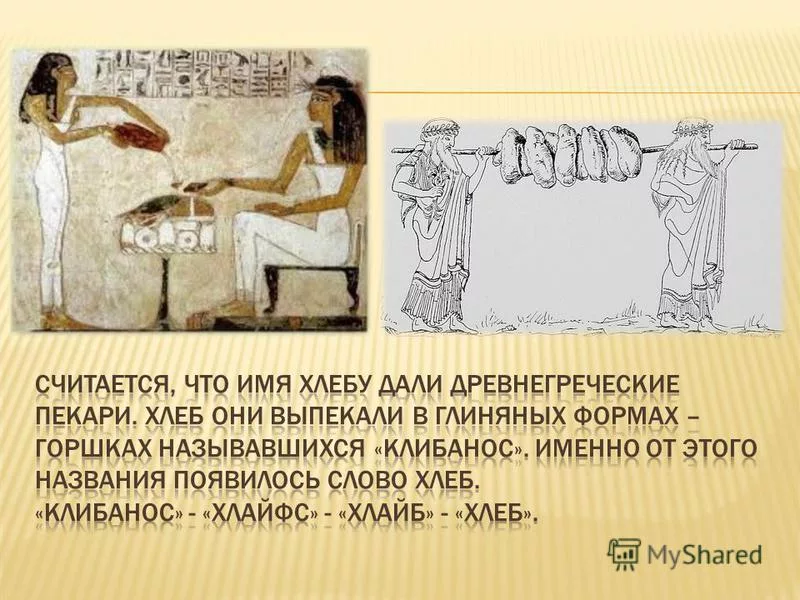 СЧИТАЕТСЯ, ЧТО ИМЯ ХЛЕБУ ДАЛИ ДРЕВНЕГРЕЧЕСКИЕ
ПЕКАРИ. ХЛЕБ ОНИ ВЫПЕКАЛИ В ГЛИНЯНЫХ ФОРМАХ –
ГОРШКАХ НАЗЫВАВШИХСЯ «КЛИБАНОС». ИМЕННО ОТ ЭТОГО
НАЗВАНИЯ ПОЯВИЛОСЬ СЛОВО ХЛЕБ.
«КЛИБАНОС» - «ХЛАЙФС» - «ХЛАЙБ» - «ХЛЕБ».
MyShared